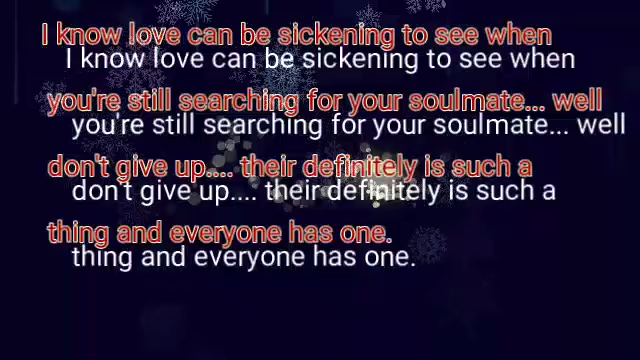 I know love can be sickening to see when
I know love can be sickening to see when
you're still searching for your soulmate... well
you're still searching for your soulmate... well
don't give up.... their definitely is such a
don't give up.... their definitely is such a
thing and everyone has one.
thing and everyone has one.